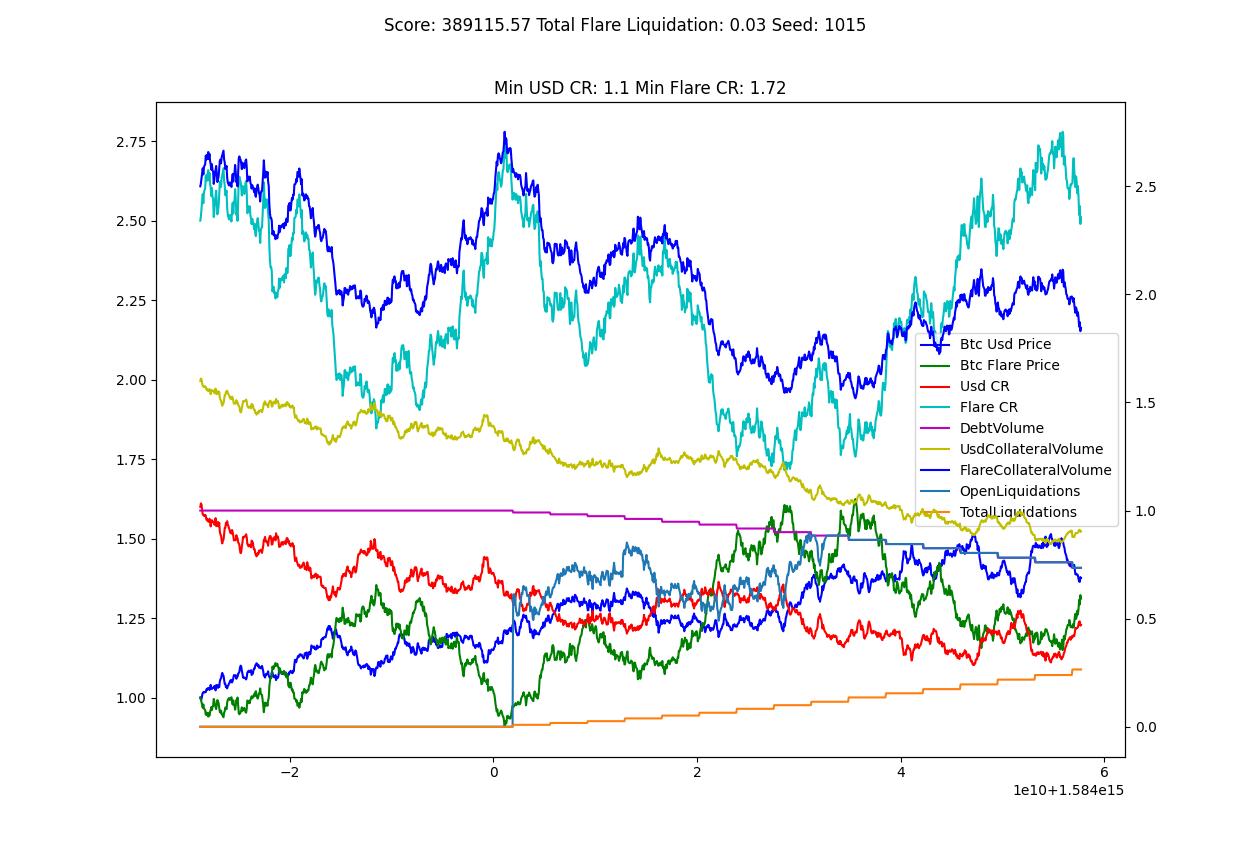 Score: 389115.57 Total Flare Liquidation: 0.03 Seed: 1015
Min USD CR: 1.1 Min Flare CR: 1.72
2.75
2.50
2.25
2.00
1.75
1.50
1.25
1.00
2.5
2.0
1.5
1.0
0.5
0.0
Btc Usd Price
Btc Flare Price
Usd CR
Flare CR
DebtVolume
UsdCollateralVolume
FlareCollateralVolume
OpenLiquidations
TotalLiquidations
−2 0 2 4 6
1e10+1.584e15